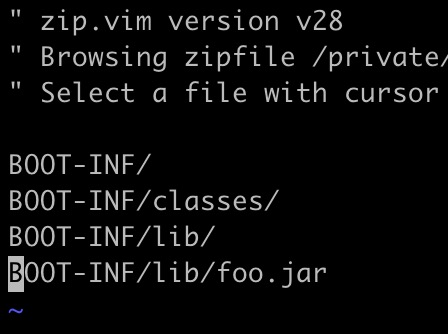 " zip.vim version v28
" Browsing zipfile /private/
" Select a file with cursor
BOOT-INF/
BOOT-INF/classes/
BOOT-INF/lib/
BOOT-INF/lib/foo.jar
~